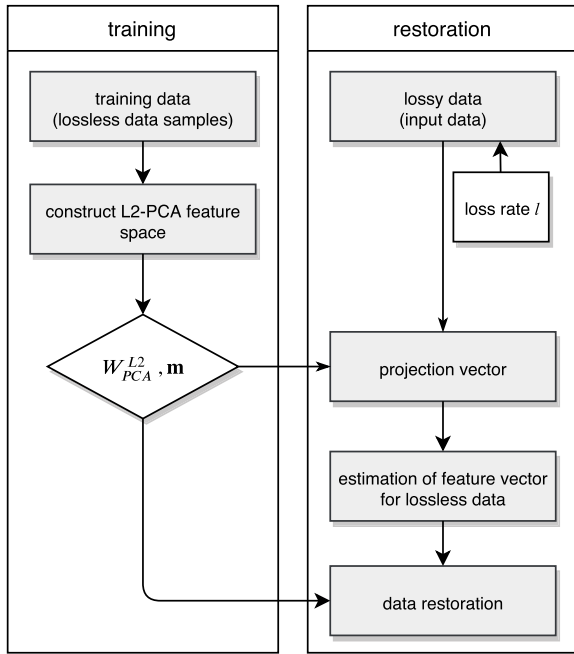 training
training data
(lossless data samples)
construct L2-PCA feature
space
W_{PCA}^{L2}, m
restoration
lossy data
(input data)
loss rate l
projection vector
estimation of feature vector
for lossless data
data restoration